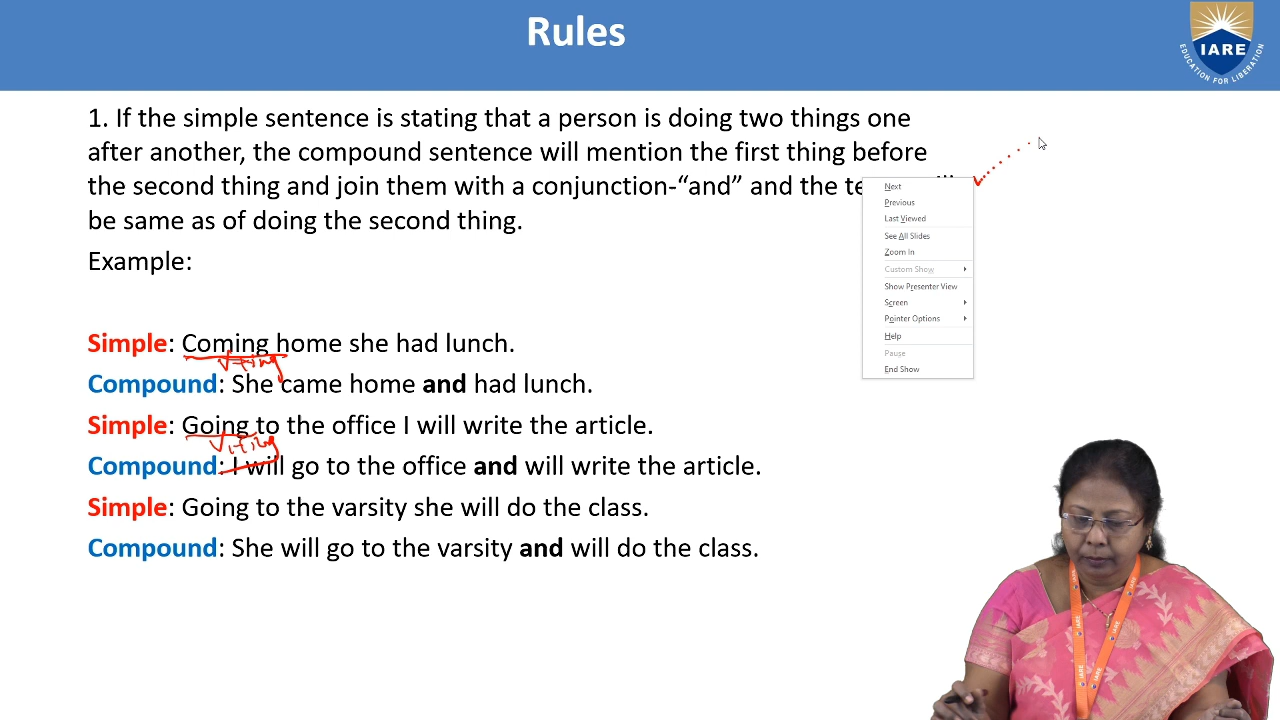 Rules
IARE
EDUCATION FOR LIBERATION
1. If the simple sentence is stating that a person is doing two things one
after another, the compound sentence will mention the first thing before
the second thing and join them with a conjunction-“and” and the
be same as of doing the second thing.
Next
Previous
Last Viewed
See All Slides
Zoom In
Custom Show
Show Presenter View
Screen
Pointer Options
Help
Pause
End Show
Example:
Simple: Coming home she had lunch.
V+ing
Compound: She came home and had lunch.
Simple: Going to the office I will write the article.
V+ing
Compound: I will go to the office and will write the article.
Simple: Going to the varsity she will do the class.
Compound: She will go to the varsity and will do the class.
IARE
IARE
IARE